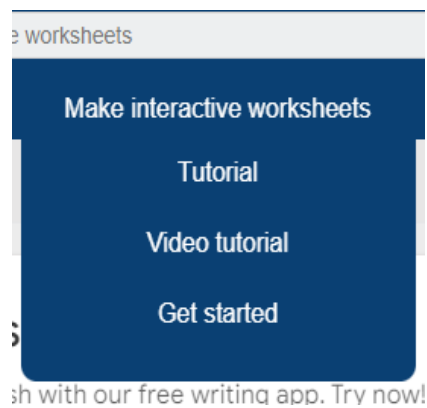 e worksheets
Make interactive worksheets
Tutorial
Video tutorial
Get started
s
sh with our free writing app. Try now!